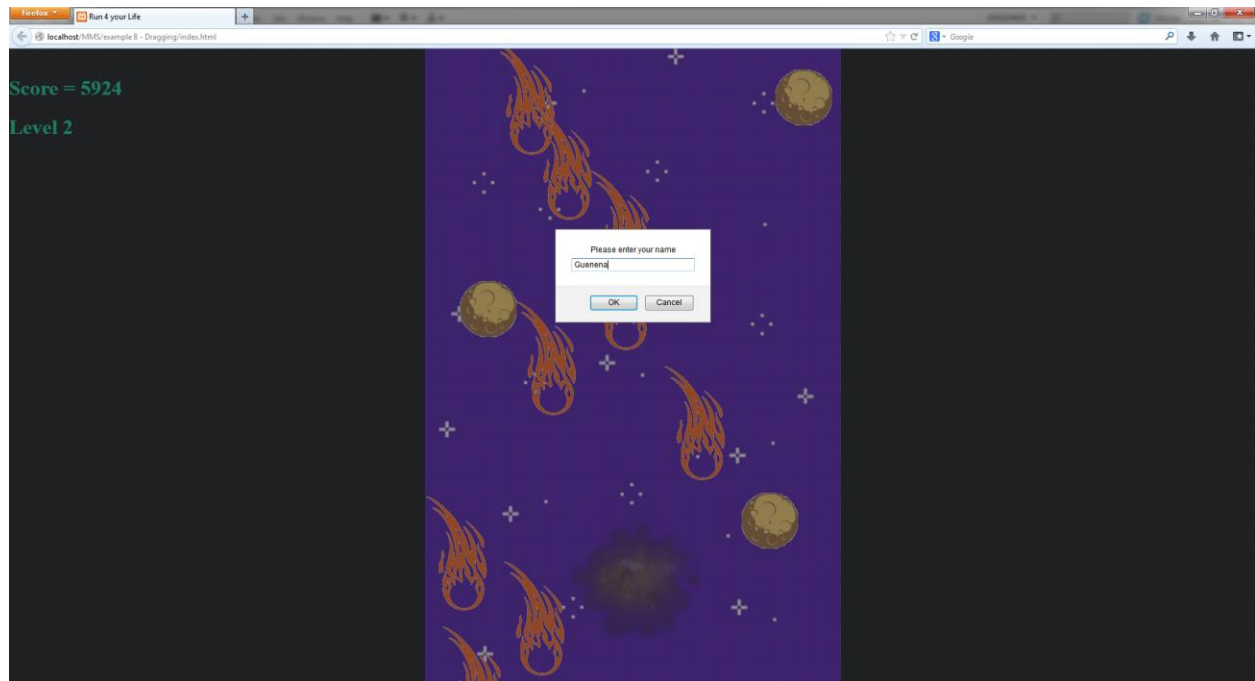 Firefox
Run 4 your Life
localhost/MMS/example 8 - Dragging/index.html
Google
Score = 5924
Level 2
Please enter your name
Guenena
OK
Cancel